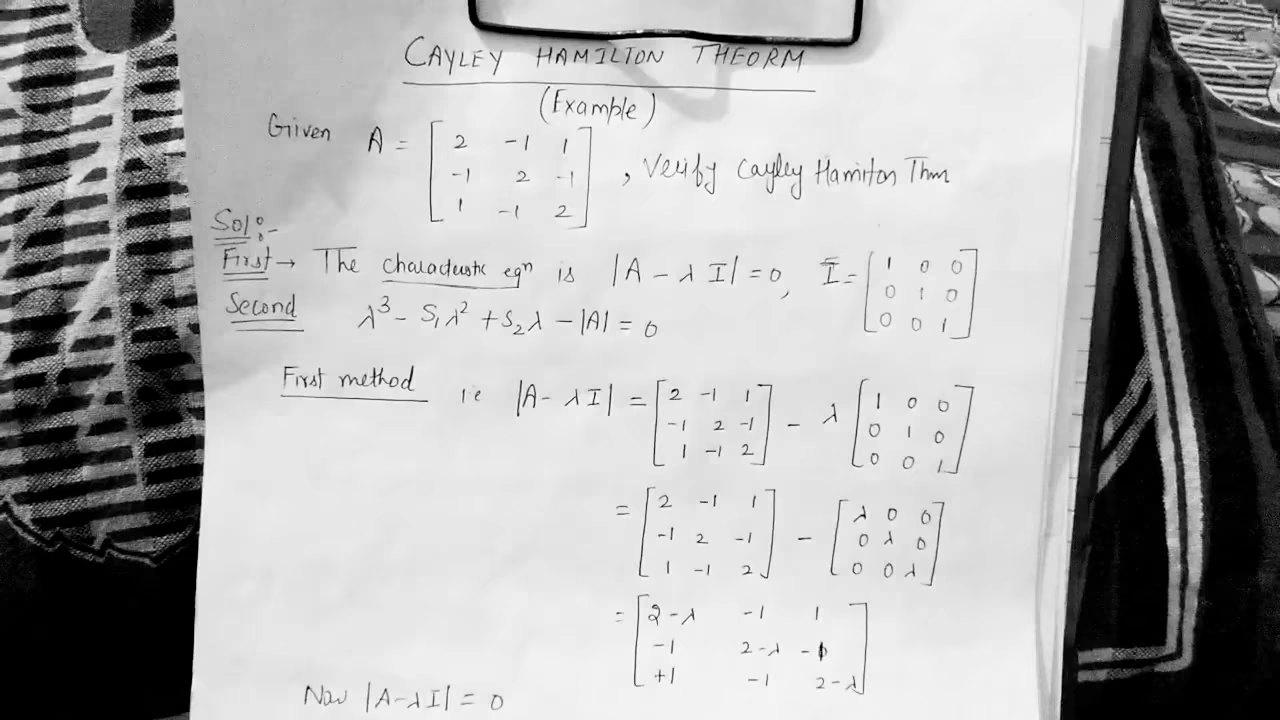 CAYLEY HAMILTON THEORM
(Example)
Given A = [ 2 -1 1
-1 2 -1
1 -1 2 ] , Verify Cayley Hamilton Thm
Sol:-
First → The characteristic eqn is |A - λ I| = 0, I = [ 1 0 0
0 1 0
0 0 1 ]
Second λ³ - S₁λ² + S₂λ - |A| = 0
First method i.e |A - λI| = [ 2 -1 1
-1 2 -1
1 -1 2 ] - λ [ 1 0 0
0 1 0
0 0 1 ]
= [ 2 -1 1
-1 2 -1
1 -1 2 ] - [ λ 0 0
0 λ 0
0 0 λ ]
= [ 2-λ -1 1
-1 2-λ -1
+1 -1 2-λ ]
Now |A-λI| = 0